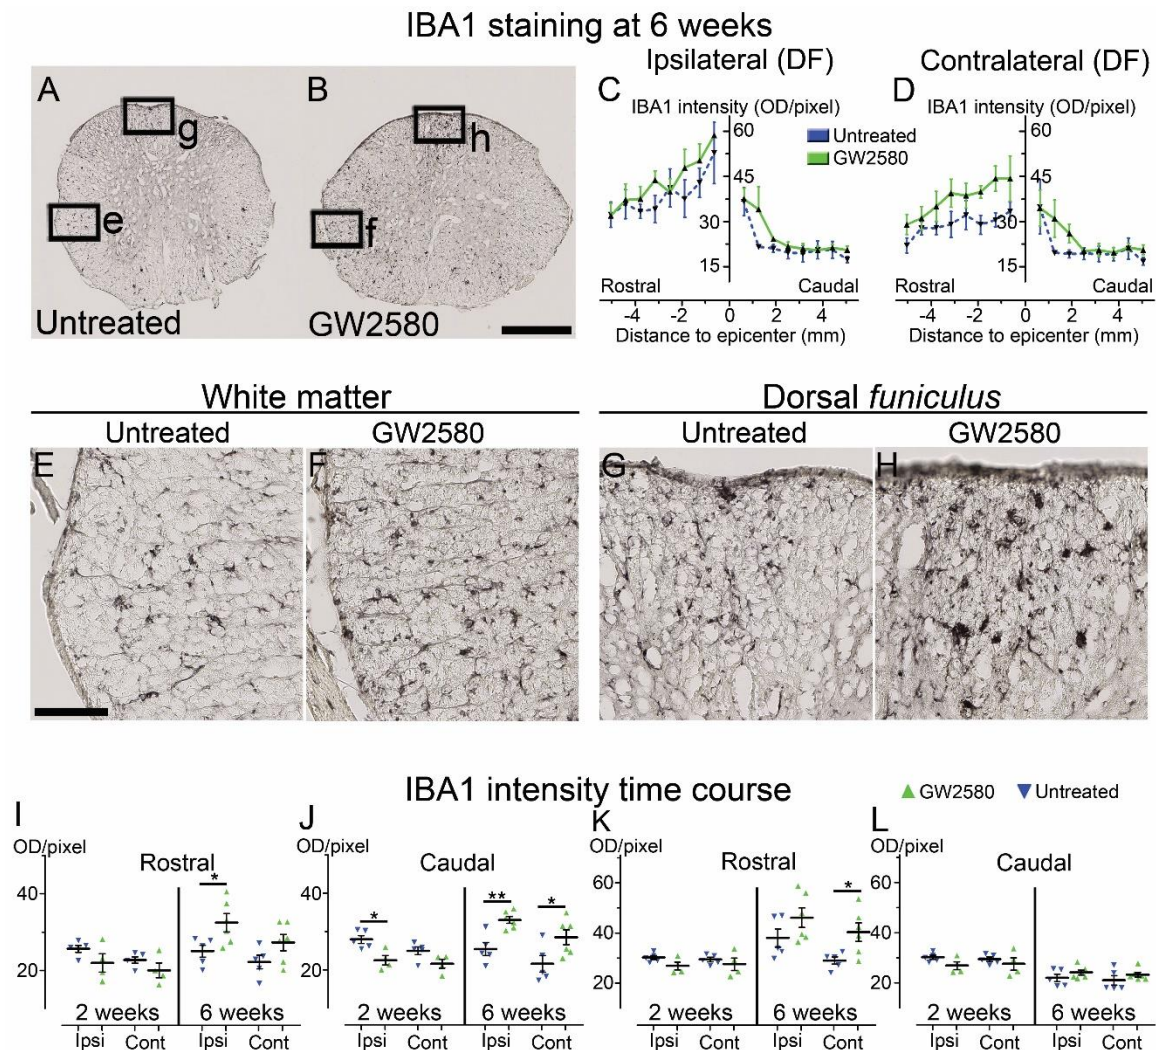 IBA1 staining at 6 weeks
Ipsilateral (DF)
Contralateral (DF)
A
B
C
D
g
h
e
f
Untreated
GW2580
IBA1 intensity (OD/pixel)
60
45
30
15
Untreated
GW2580
Rostral
Caudal
-4 -2 0 2 4
Distance to epicenter (mm)
IBA1 intensity (OD/pixel)
60
45
30
15
Rostral
Caudal
-4 -2 0 2 4
Distance to epicenter (mm)
White matter
Dorsal funiculus
Untreated
GW2580
Untreated
GW2580
E
F
G
H
IBA1 intensity time course
GW2580 Untreated
I
OD/pixel
Rostral
40
20
*
2 weeks
6 weeks
Ipsi Cont Ipsi Cont
J
OD/pixel
Caudal
40
20
*
**
*
2 weeks
6 weeks
Ipsi Cont Ipsi Cont
K
OD/pixel
Rostral
60
40
20
*
2 weeks
6 weeks
Ipsi Cont Ipsi Cont
L
OD/pixel
Caudal
60
40
20
2 weeks
6 weeks
Ipsi Cont Ipsi Cont